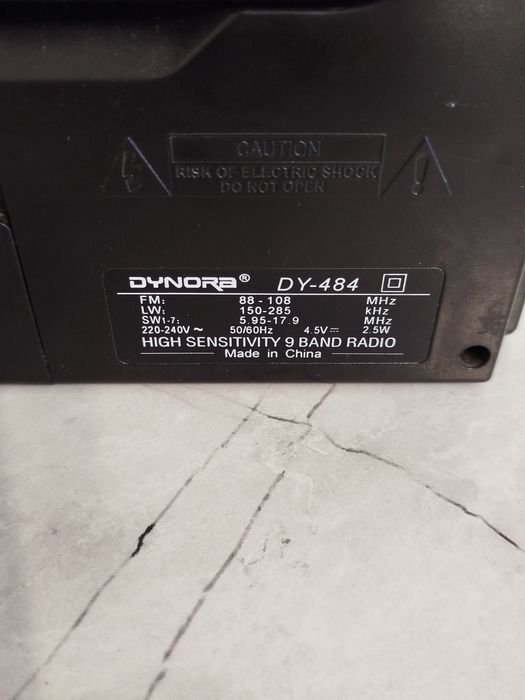 CAUTION
RISK OF ELECTRIC SHOCK
DO NOT OPEN
DYNORA® DY-484
FM: 88 - 108 MHz
LW: 150-285 kHz
SW1-7: 5.95-17.9 MHz
220-240V ~ 50/60Hz 4.5V⎓ 2.5W
HIGH SENSITIVITY 9 BAND RADIO
Made in China